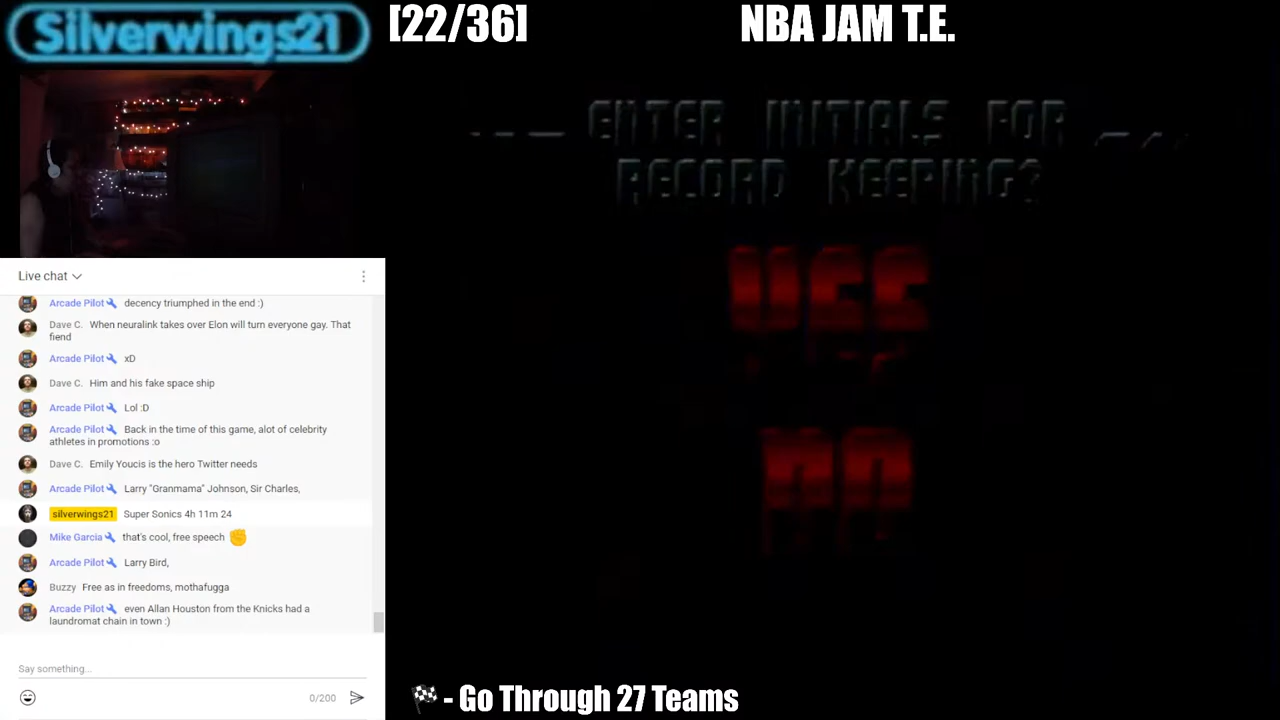 Silverwings21
[22/36]
NBA JAM T.E.
ENTER INITIALS FOR
RECORD KEEPING?
YES
NO
Live chat
Arcade Pilot decency triumphed in the end :)
Dave C. When neuralink takes over Elon will turn everyone gay. That
fiend
Arcade Pilot xD
Dave C. Him and his fake space ship
Arcade Pilot Lol :D
Arcade Pilot Back in the time of this game, alot of celebrity
athletes in promotions :o
Dave C. Emily Youcis is the hero Twitter needs
Arcade Pilot Larry "Granmama" Johnson, Sir Charles,
silverwings21 Super Sonics 4h 11m 24
Mike Garcia that's cool, free speech
Arcade Pilot Larry Bird,
Buzzy Free as in freedoms, mothafugga
Arcade Pilot even Allan Houston from the Knicks had a
laundromat chain in town :)
Say something...
0/200
- Go Through 27 Teams